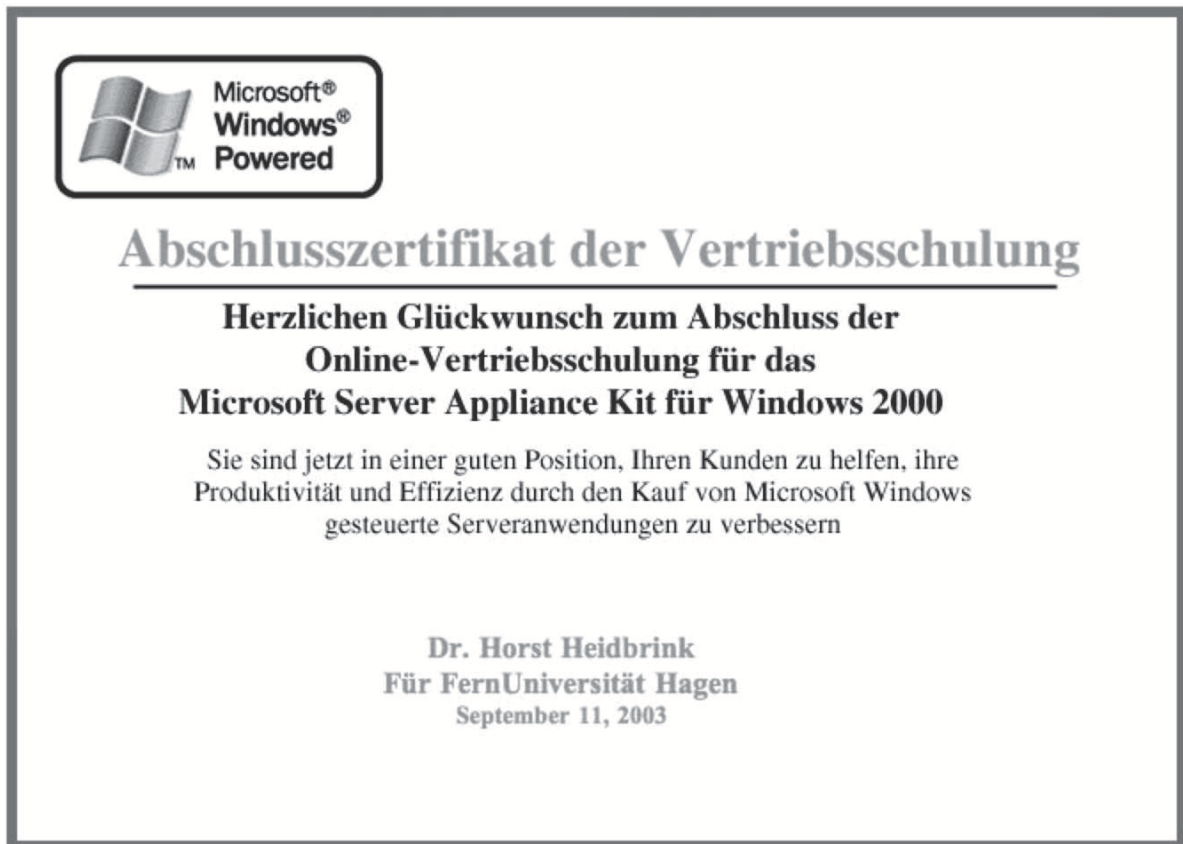 Microsoft®
Windows®
Powered
TM
Abschlusszertifikat der Vertriebsschulung
Herzlichen Glückwunsch zum Abschluss der
Online-Vertriebsschulung für das
Microsoft Server Appliance Kit für Windows 2000
Sie sind jetzt in einer guten Position, Ihren Kunden zu helfen, ihre
Produktivität und Effizienz durch den Kauf von Microsoft Windows
gesteuerte Serveranwendungen zu verbessern
Dr. Horst Heidbrink
Für FernUniversität Hagen
September 11, 2003